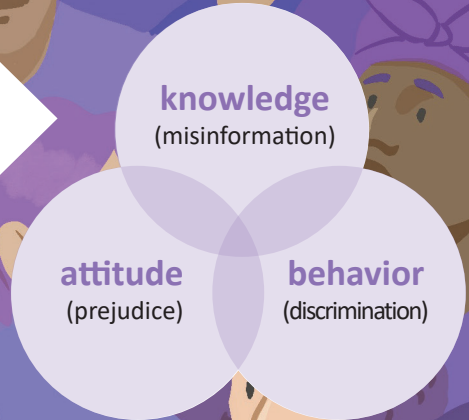 knowledge
(misinformation)
attitude
(prejudice)
behavior
(discrimination)